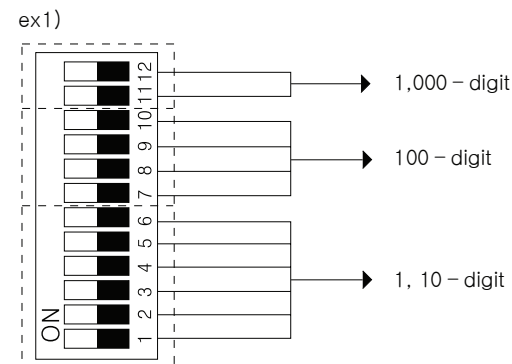 ex1)
12
11
10
9
8
7
6
5
4
3
2
1
ON
1,000 – digit
100 – digit
1, 10 – digit